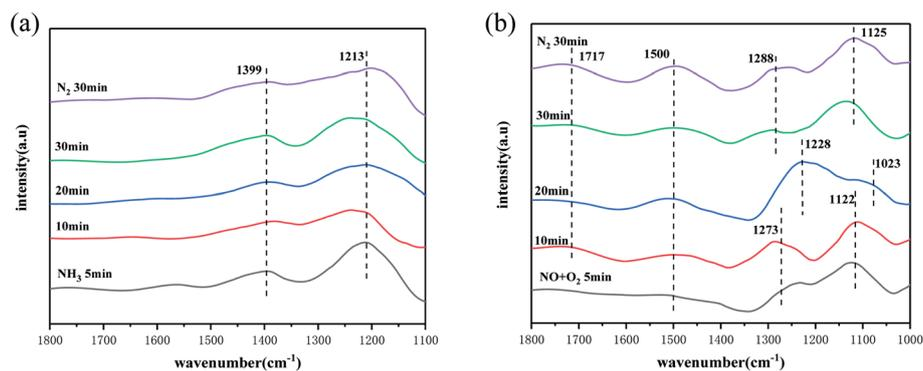 (a)
1399
1213
N₂ 30min
30min
20min
10min
NH₃ 5min
intensity(a.u)
1800 1700 1600 1500 1400 1300 1200 1100
wavenumber(cm⁻¹)
(b)
N₂ 30min
1717
1500
1288
1125
30min
1228
1023
20min
1122
1273
10min
NO+O₂ 5min
intensity(a.u)
1800 1700 1600 1500 1400 1300 1200 1100 1000
wavenumber(cm⁻¹)